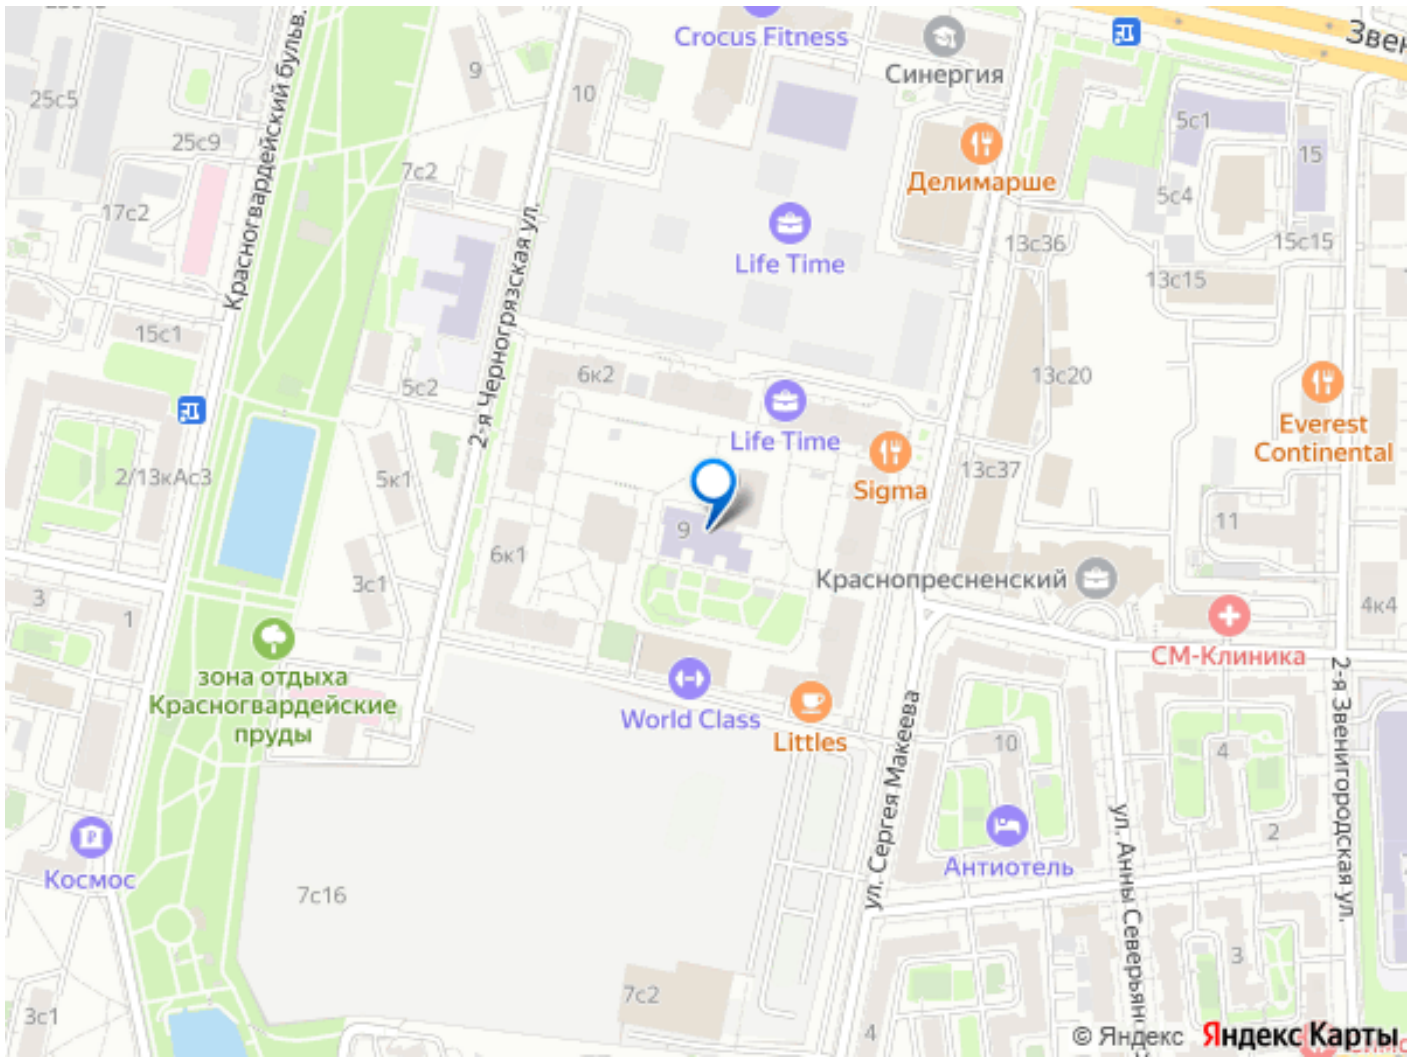 Красногвардейский бульв.
Crocus Fitness
Звен
Синергия
9
10
25с5
25с9
5с1
15
7с2
Делимарше
17с2
5с4
2-я Черногрязская ул.
Life Time
13с36
15с15
13с15
15с1
6к2
13с20
5с2
Life Time
Everest
Continental
2/13кАс3
5к1
Sigma
13с37
9
11
6к1
3с1
Краснопресненский
3
1
4к4
зона отдыха
Красногвардейские
пруды
СМ-Клиника
World Class
Littles
ул. Сергея Макеева
10
4
2-я Звенигородская ул.
ул. Анны Северьян
2
Антиотель
Космос
7с16
3
7с2
3с1
4
© Яндекс Яндекс Карты